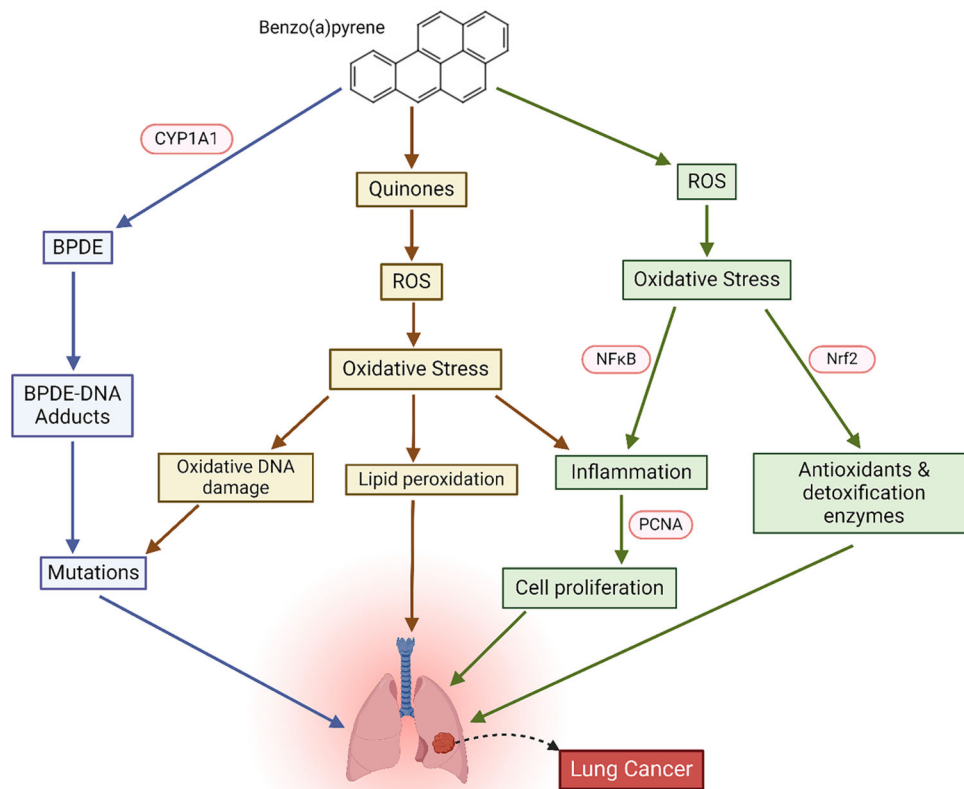 Benzo(a)pyrene
CYP1A1
Quinones
ROS
BPDE
ROS
Oxidative Stress
NFκB
Nrf2
Oxidative Stress
BPDE-DNA
Adducts
Oxidative DNA
damage
Lipid peroxidation
Inflammation
Antioxidants &
detoxification
enzymes
PCNA
Mutations
Cell proliferation
Lung Cancer